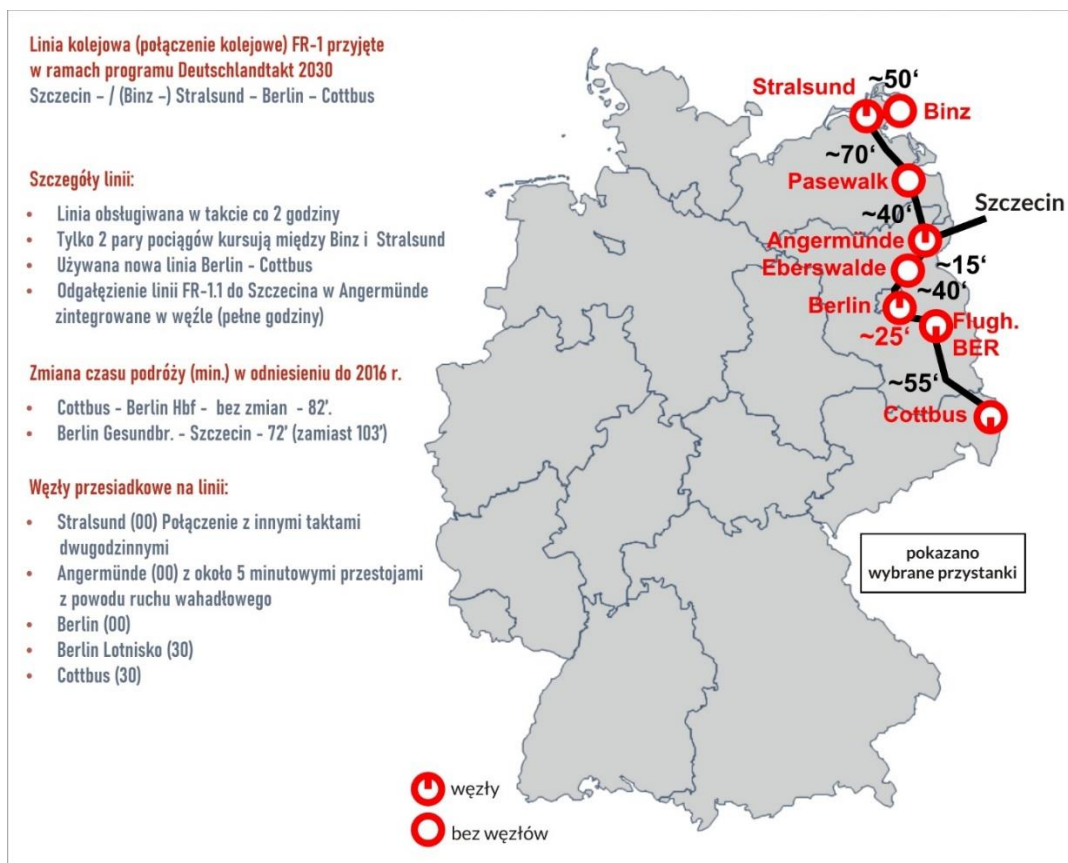 Linia kolejowa (połączenie kolejowe) FR-1 przyjęte
w ramach programu Deutschlandtakt 2030
Szczecin – / (Binz –) Stralsund – Berlin – Cottbus
Szczegóły linii:
• Linia obsługiwana w takcie co 2 godziny
• Tylko 2 pary pociągów kursują między Binz i Stralsund
• Używana nowa linia Berlin - Cottbus
• Odgałęzienie linii FR-1.1 do Szczecina w Angermünde
zintegrowane w węźle (pełne godziny)
Zmiana czasu podróży (min.) w odniesieniu do 2016 r.
• Cottbus - Berlin Hbf - bez zmian - 82'.
• Berlin Gesundbr. - Szczecin - 72' (zamiast 103')
Węzły przesiadkowe na linii:
• Stralsund (00) Połączenie z innymi taktami
dwugodzinnymi
• Angermünde (00) z około 5 minutowymi przestojami
z powodu ruchu wahadłowego
• Berlin (00)
• Berlin Lotnisko (30)
• Cottbus (30)
~50‘
Stralsund
Binz
~70‘
Pasewalk
Szczecin
~40‘
Angermünde
Eberswalde
~15‘
~40‘
Berlin
~25‘
Flugh.
BER
~55‘
Cottbus
pokazano
wybrane przystanki
węzły
bez węzłów